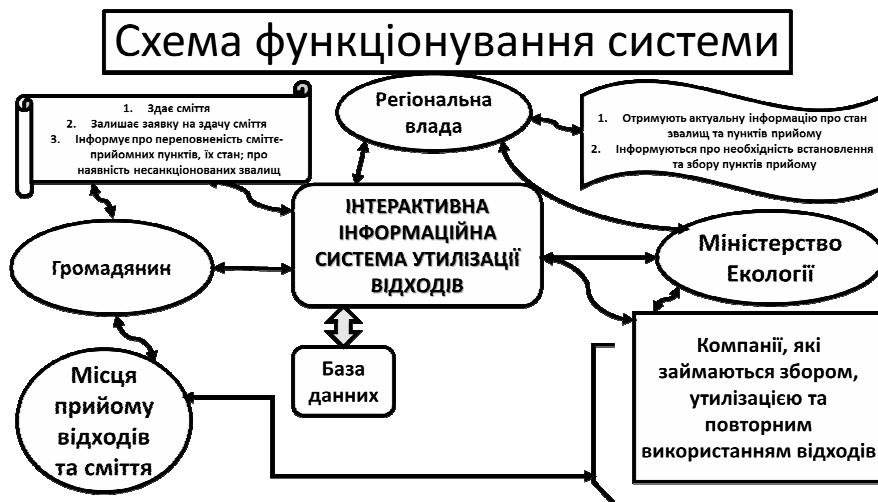 Схема функціонування системи
1. Здає сміття
2. Залишає заявку на здачу сміття
3. Інформує про переповненість сміттє-
прийомних пунктів, їх стан; про
наявність несанкціонованих звалищ
Регіональна
влада
1. Отримують актуальну інформацію про стан
звалищ та пунктів прийому
2. Інформуються про необхідність встановлення
та збору пунктів прийому
ІНТЕРАКТИВНА
ІНФОРМАЦІЙНА
СИСТЕМА УТИЛІЗАЦІЇ
ВІДХОДІВ
Громадянин
Міністерство
Екології
База
данних
Місця
прийому
відходів
та сміття
Компанії, які
займаються збором,
утилізацією та
повторним
використанням відходів